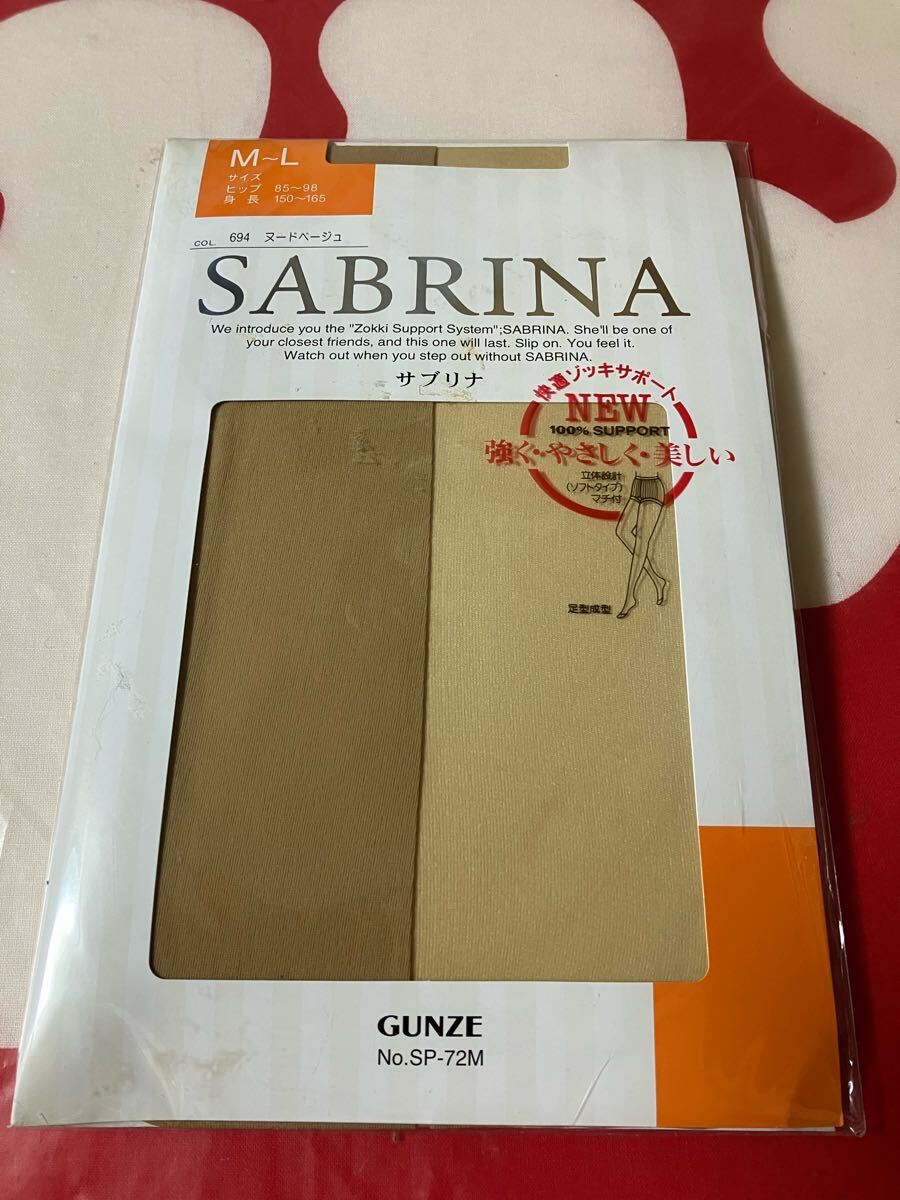 M~L
サイズ
ヒップ 85~98
身長 150~165
COL. 694 ヌードベージュ
SABRINA
We introduce you the "Zokki Support System";SABRINA. She'll be one of
your closest friends, and this one will last. Slip on. You feel it.
Watch out when you step out without SABRINA.
サブリナ
快適ゾッキサポート
NEW
100% SUPPORT
強く・やさしく・美しい
立体設計
(ソフトタイプ)
マチ付
足型成型
GUNZE
No.SP-72M